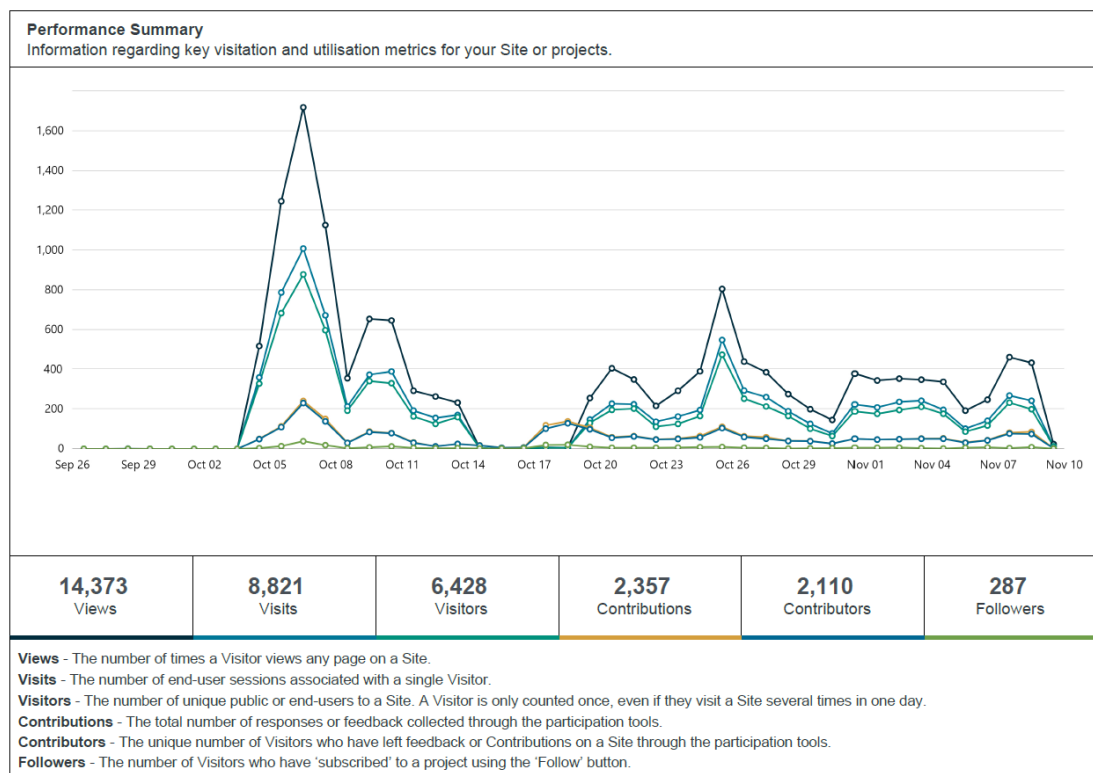 Performance Summary
Information regarding key visitation and utilisation metrics for your Site or projects.
1,600
1,400
1,200
1,000
800
600
400
200
0
Sep 26 Sep 29 Oct 02 Oct 05 Oct 08 Oct 11 Oct 14 Oct 17 Oct 20 Oct 23 Oct 26 Oct 29 Nov 01 Nov 04 Nov 07 Nov 10
14,373 8,821 6,428 2,357 2,110 287
Views Visits Visitors Contributions Contributors Followers
Views - The number of times a Visitor views any page on a Site.
Visits - The number of end-user sessions associated with a single Visitor.
Visitors - The number of unique public or end-users to a Site. A Visitor is only counted once, even if they visit a Site several times in one day.
Contributions - The total number of responses or feedback collected through the participation tools.
Contributors - The unique number of Visitors who have left feedback or Contributions on a Site through the participation tools.
Followers - The number of Visitors who have 'subscribed' to a project using the 'Follow' button.